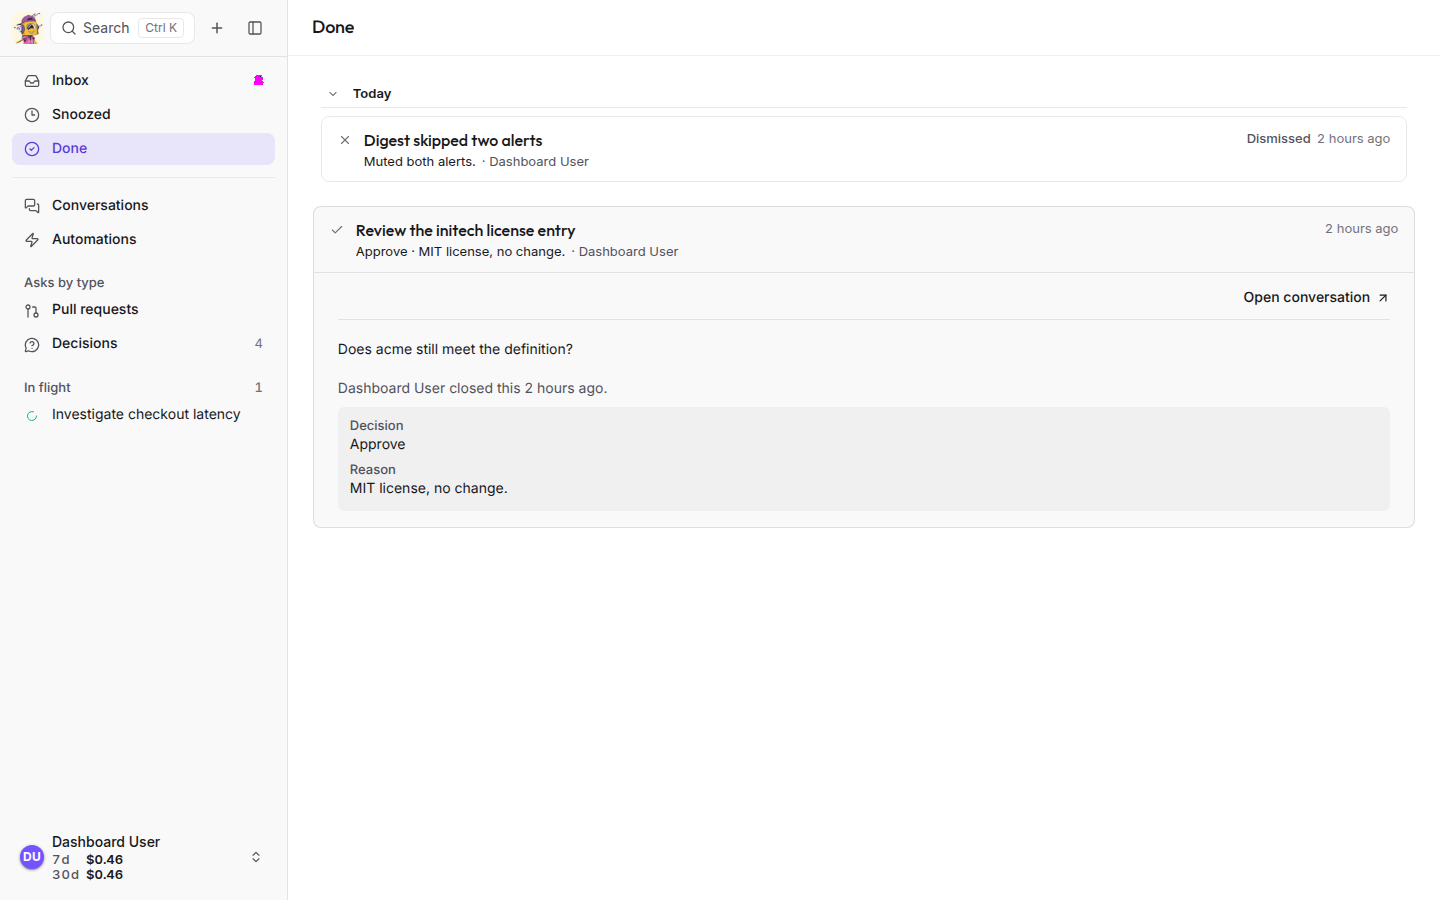 Search Ctrl K
Done
Inbox
Snoozed
Done
Conversations
Automations
Asks by type
Pull requests
Decisions 4
In flight 1
Investigate checkout latency
Dashboard User
DU
7d $0.46
30d $0.46
Today
Digest skipped two alerts
Dismissed 2 hours ago
Muted both alerts. · Dashboard User
Review the initech license entry
2 hours ago
Approve · MIT license, no change. · Dashboard User
Open conversation
Does acme still meet the definition?
Dashboard User closed this 2 hours ago.
Decision
Approve
Reason
MIT license, no change.